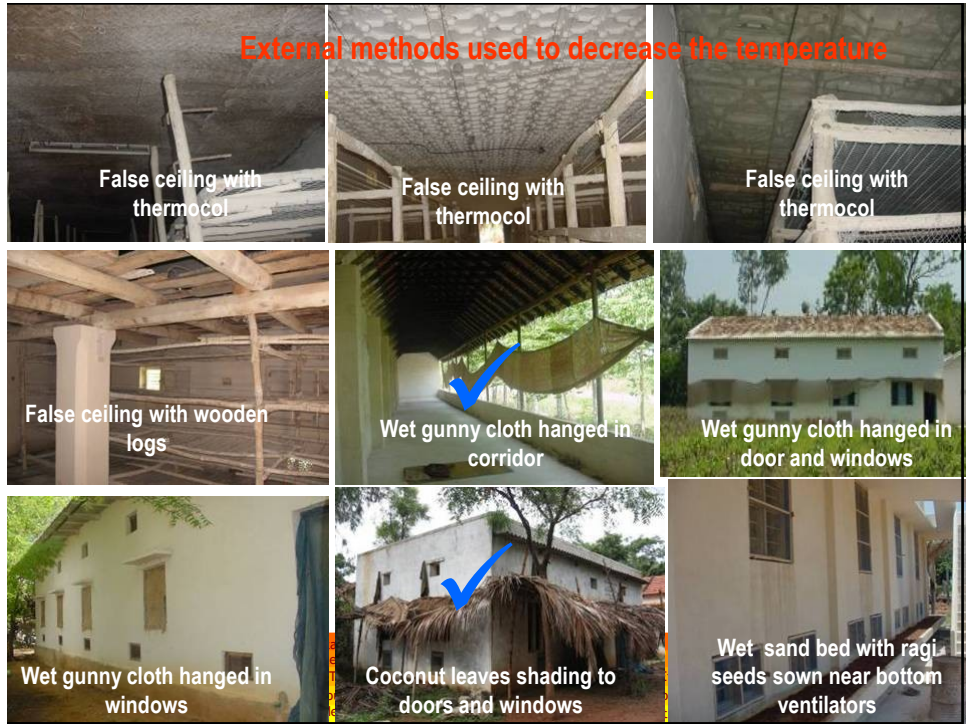 External methods used to decrease the temperature
False ceiling with
thermocol
False ceiling with
thermocol
False ceiling with
thermocol
False ceiling with wooden
logs
Wet gunny cloth hanged in
corridor
Wet gunny cloth hanged in
door and windows
Wet gunny cloth hanged in
windows
Coconut leaves shading to
doors and windows
Wet sand bed with ragi
seeds sown near bottom
ventilators